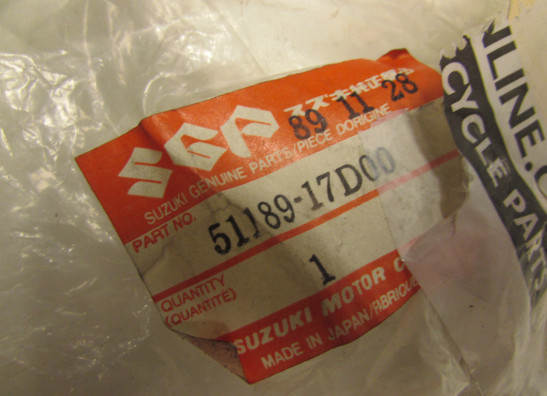 SGP スズキ純正部品
89 11 28
SUZUKI GENUINE PARTS/PIECE DORIGINE
PART NO.
51189-17D00
QUANTITY
(QUANTITE)
1
SUZUKI MOTOR C
MADE IN JAPAN/FABRIQUE
NLINE.C
CYCLE PARTS